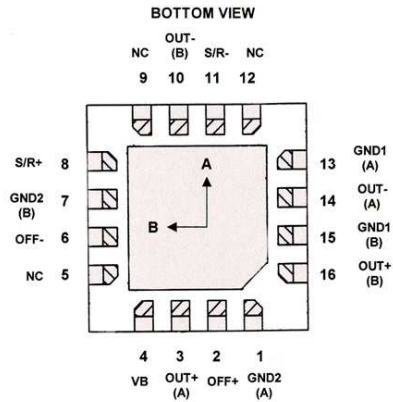 BOTTOM VIEW
OUT-
NC (B) S/R- NC
9 10 11 12
S/R+ 8
GND2
(B) 7
OFF- 6
NC 5
A
B
13 GND1
(A)
14 OUT-
(A)
15 GND1
(B)
16 OUT+
(B)
4 3 2 1
VB OUT+ OFF+ GND2
(A) (A)